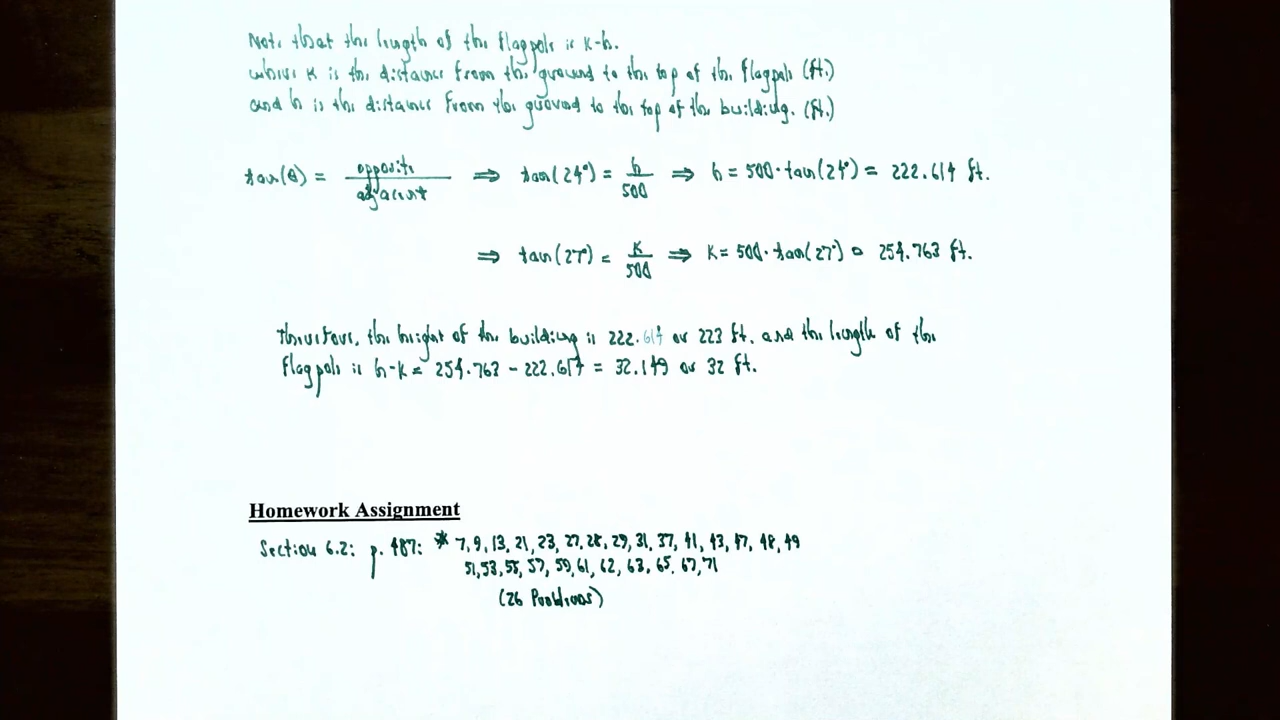 Note that the length of the flagpole is k-h.
where k is the distance from the ground to the top of the flagpole (ft.)
and h is the distance from the ground to the top of the building. (ft.)
tan(θ) = opposite/adjacent ⇒ tan(24°) = h/500 ⇒ h = 500·tan(24°) = 222.614 ft.
⇒ tan(27°) = k/500 ⇒ k = 500·tan(27°) = 254.763 ft.
Therefore, the height of the building is 222.614 or 223 ft. and the length of the
flagpole is h-k = 254.763 - 222.614 = 32.149 or 32 ft.
Homework Assignment
Section 6.2: p. 487: * 7, 9, 13, 21, 23, 27, 28, 29, 31, 37, 41, 43, 47, 48, 49
51, 53, 55, 57, 59, 61, 62, 63, 65, 67, 71
(26 Problems)